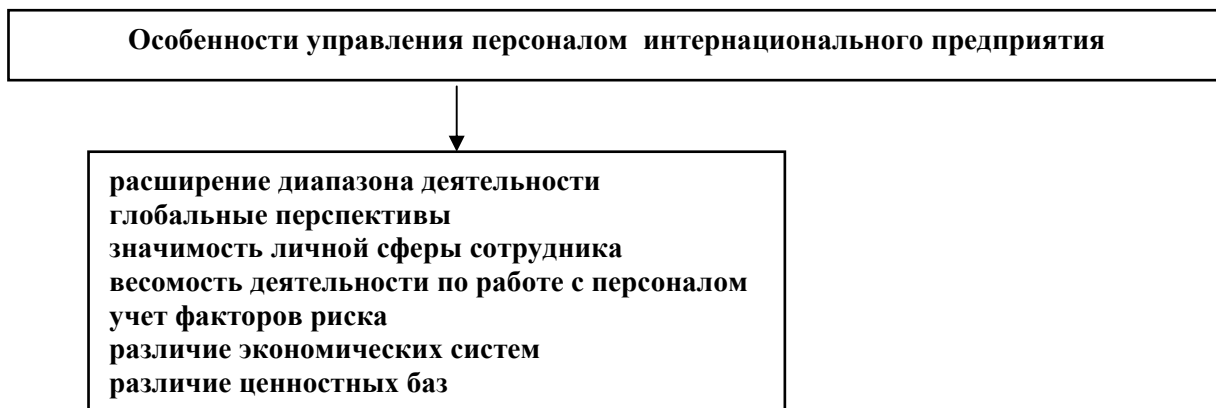 Особенности управления персоналом интернационального предприятия
расширение диапазона деятельности
глобальные перспективы
значимость личной сферы сотрудника
весомость деятельности по работе с персоналом
учет факторов риска
различие экономических систем
различие ценностных баз